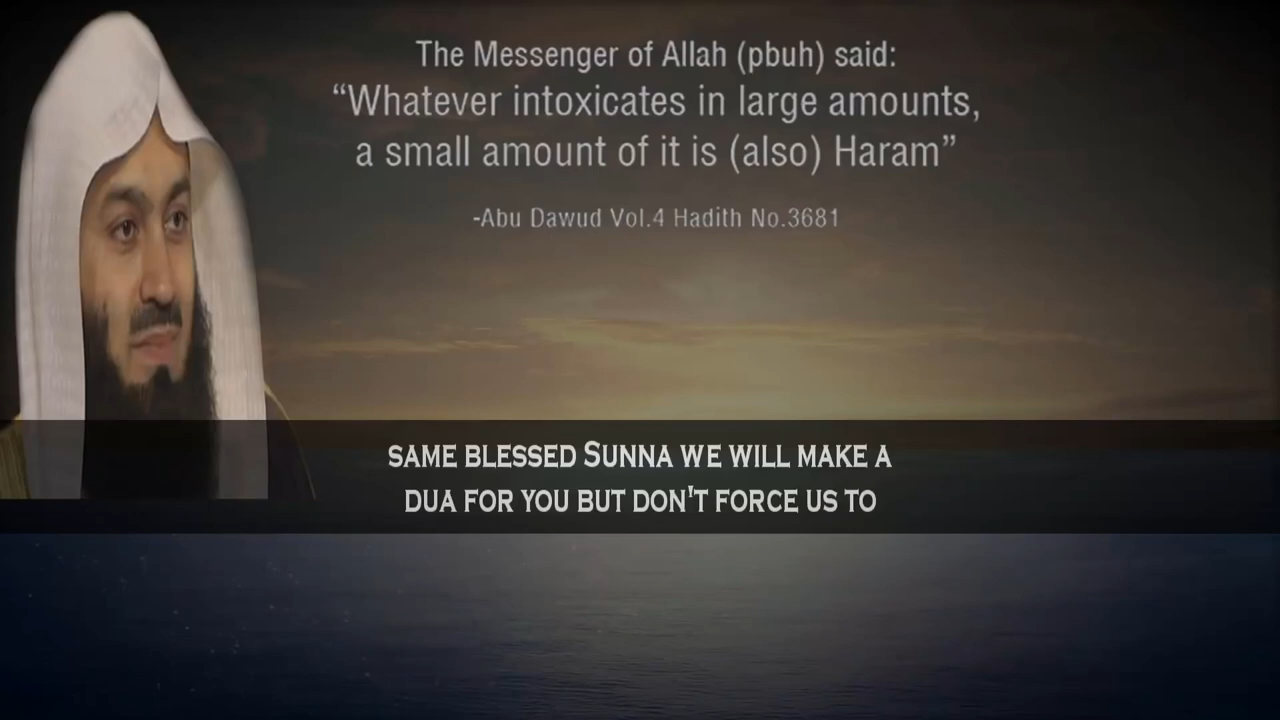 The Messenger of Allah (pbuh) said:
“Whatever intoxicates in large amounts,
a small amount of it is (also) Haram”
-Abu Dawud Vol.4 Hadith No.3681
SAME BLESSED SUNNA WE WILL MAKE A
DUA FOR YOU BUT DON'T FORCE US TO